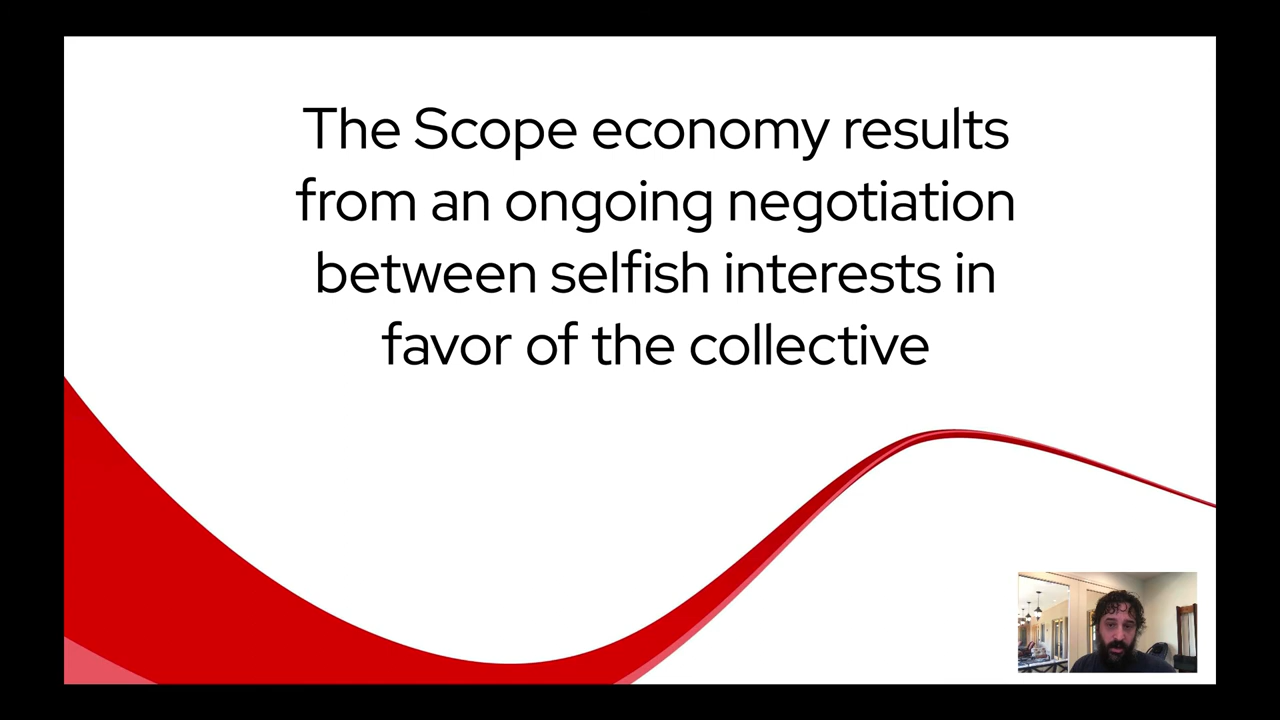 The Scope economy results
from an ongoing negotiation
between selfish interests in
favor of the collective